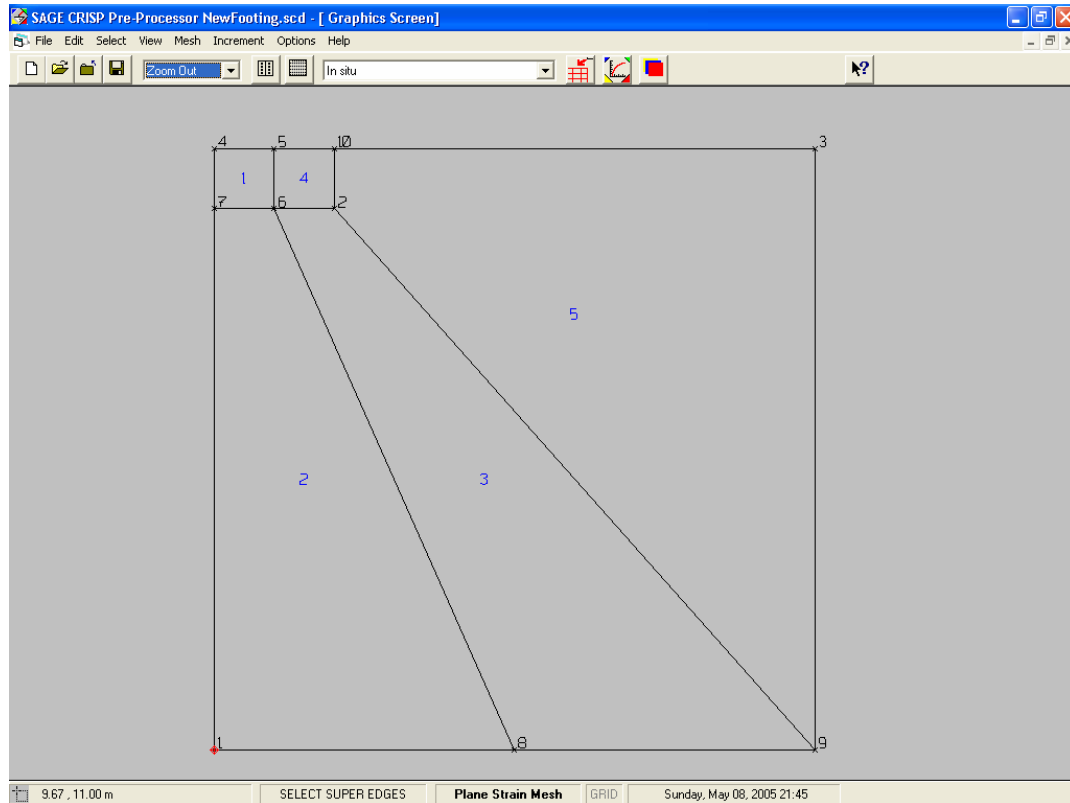 SAGE CRISP Pre-Processor NewFooting.scd - [ Graphics Screen]
File Edit Select View Mesh Increment Options Help
Zoom Out In situ
4 5 10 3
1 4
7 6 2
5
2 3
1 8 9
9.67 , 11.00 m SELECT SUPER EDGES Plane Strain Mesh GRID Sunday, May 08, 2005 21:45